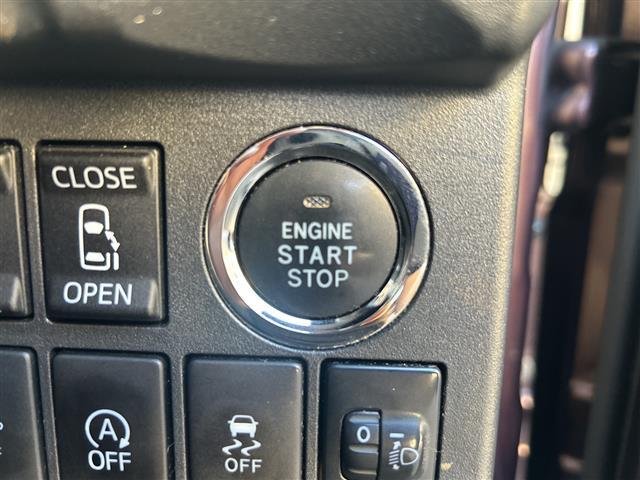 CLOSE
OPEN
ENGINE
START
STOP
A
OFF
OFF
0